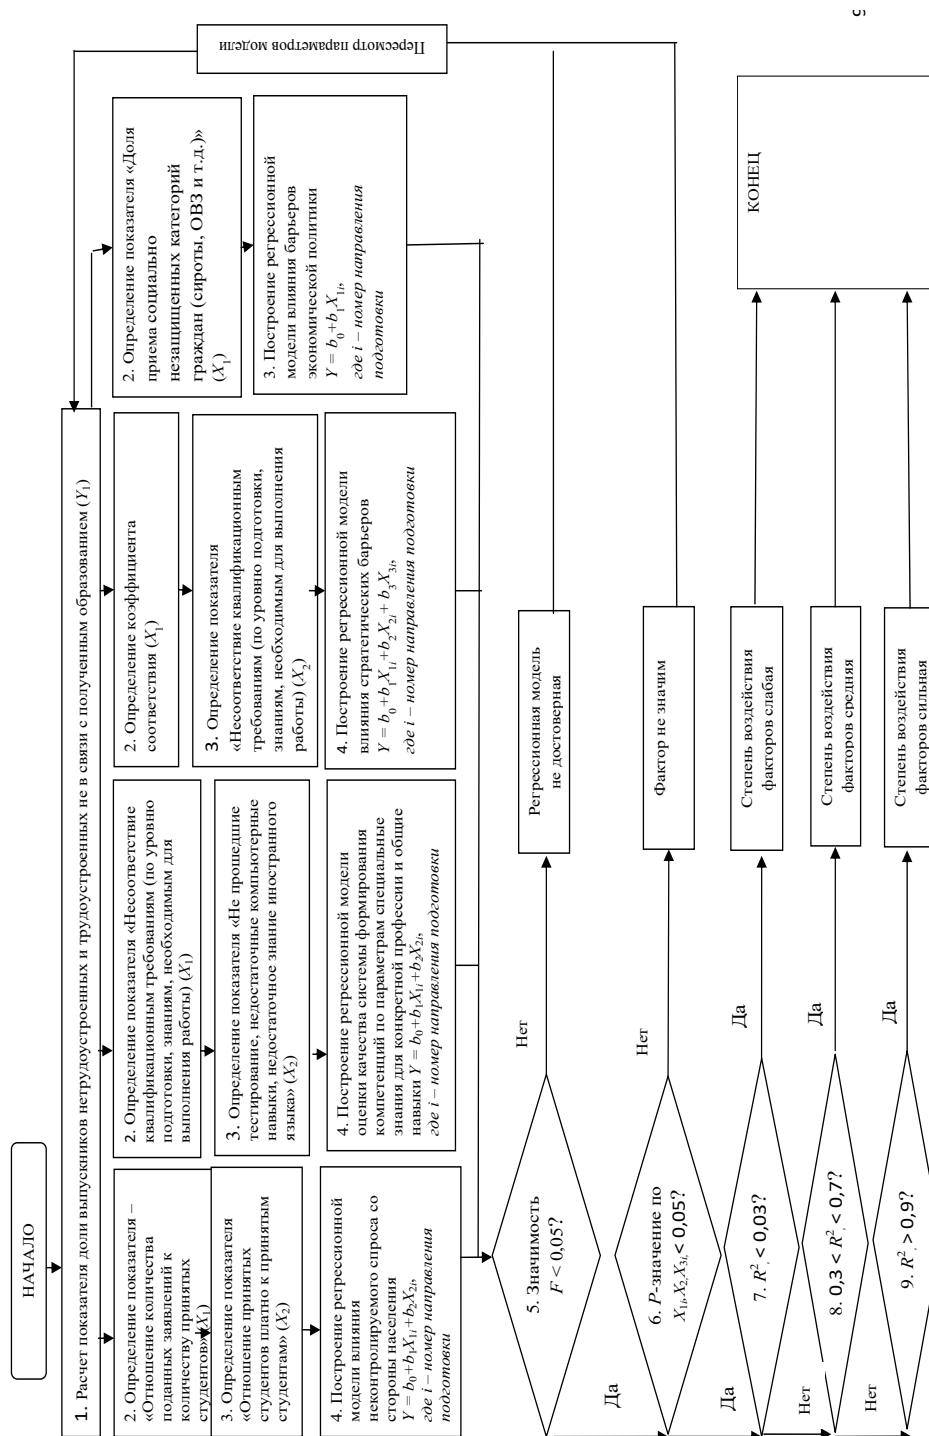 НАЧАЛО
1. Расчет показателя доли выпускников нетрудоустроенных и трудоустроенных не в связи с полученным образованием (Y₁)
2. Определение показателя –
«Отношение количества
поданных заявлений к
количеству принятых
студентов» (X₁)
3. Определение показателя
«Отношение принятых
студентов платно к принятым
студентам» (X₂)
4. Построение регрессионной
модели влияния
неконтролируемого спроса со
стороны населения
Y = b₀+b₁X₁ᵢ+b₂X₂ᵢ,
где i – номер направления
подготовки
2. Определение показателя «Несоответствие
квалификационным требованиям (по уровню
подготовки, знаниям, необходимым для
выполнения работы) (X₁)
3. Определение показателя «Не прошедшие
тестирование, недостаточные компьютерные
навыки, недостаточное знание иностранного
языка» (X₂)
4. Построение регрессионной модели
оценки качества системы формирования
компетенций по параметрам специальные
знания для конкретной профессии и общие
навыки Y = b₀+b₁X₁ᵢ+b₂X₂ᵢ,
где i – номер направления подготовки
2. Определение коэффициента
соответствия (X₁)
3. Определение показателя
«Несоответствие квалификационным
требованиям (по уровню подготовки,
знаниям, необходимым для выполнения
работы) (X₂)
4. Построение регрессионной модели
влияния стратегических барьеров
Y = b₀+b₁X₁ᵢ+b₂X₂ᵢ+ b₃X₃ᵢ,
где i – номер направления подготовки
2. Определение показателя «Доля
приема социально
незащищенных категорий
граждан (сироты, ОВЗ и т.д.)»
(X₁)
3. Построение регрессионной
модели влияния барьеров
экономической политики
Y = b₀+b₁X₁ᵢ,
где i – номер направления
подготовки
Пересмотр параметров модели
5. Значимость
F < 0,05?
Нет
Регрессионная модель
не достоверная
Да
6. P-значение по
X₁ᵢ,X₂,X₃ᵢ,< 0,05?
Нет
Фактор не значим
Да
7. R² < 0,03?
Да
Степень воздействия
факторов слабая
Нет
8. 0,3 < R² < 0,7?
Да
Степень воздействия
факторов средняя
Нет
9. R² > 0,9?
Да
Степень воздействия
факторов сильная
КОНЕЦ